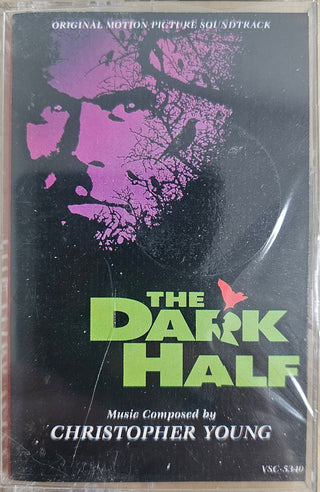 ORIGINAL MOTION PICTURE SOUNDTRACK
THE
DARK
HALF
Music Composed by
CHRISTOPHER YOUNG
VSC-5340